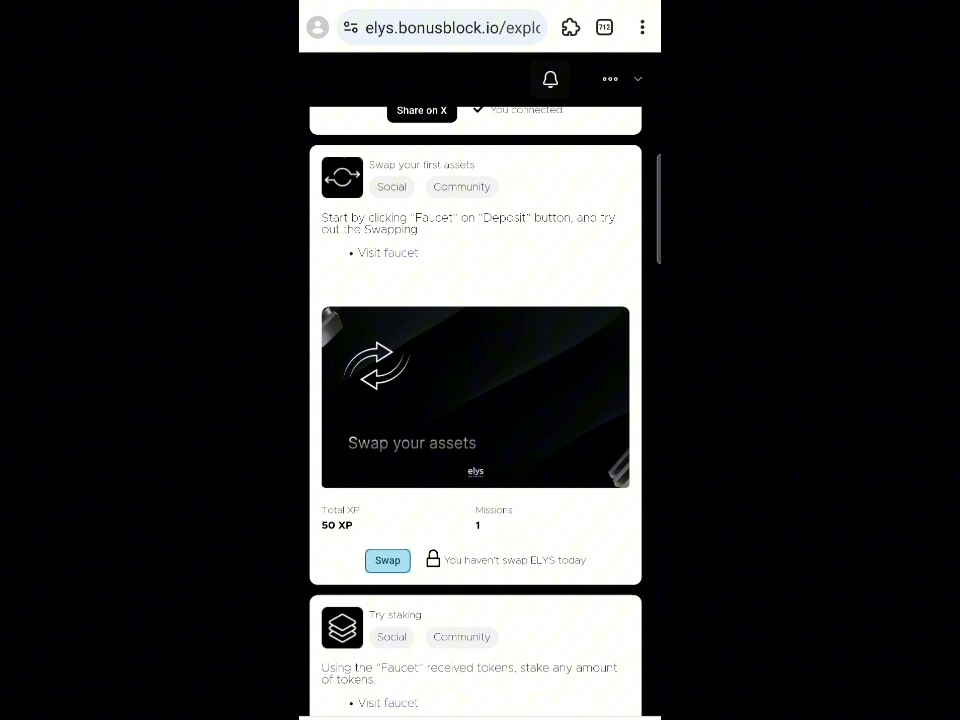 elys.bonusblock.io/explo
712
Share on X
You connected
Swap your first assets
Social
Community
Start by clicking "Faucet" on "Deposit" button, and try
out the Swapping
• Visit faucet
Swap your assets
elys
Total XP
Missions
50 XP
1
Swap
You haven't swap ELYS today
Try staking
Social
Community
Using the "Faucet" received tokens, stake any amount
of tokens.
• Visit faucet